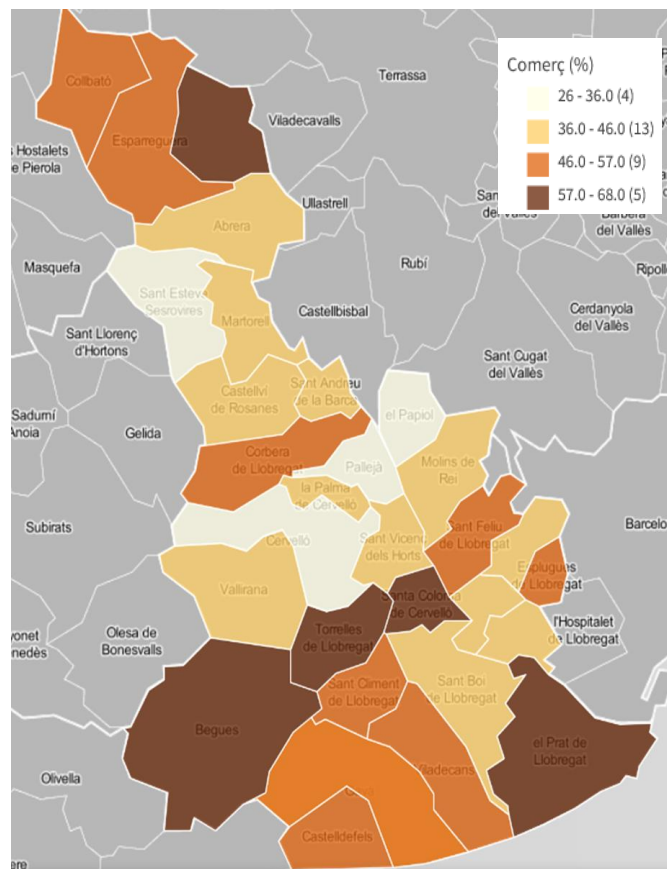 Comerç (%)
26 - 36.0 (4)
36.0 - 46.0 (13)
46.0 - 57.0 (9)
57.0 - 68.0 (5)
Collbató
Terrassa
Viladecavalls
Esparreguera
s Hostalets
e Pierola
Ullastrell
Sant
del Vallès
Barberà
del Vallès
Abrera
Rubí
Masquefa
Ripolle
Sant Esteve
Sesrovires
Castellbisbal
Cerdanyola
del Vallès
Martorell
Sant Llorenç
d'Hortons
Sant Cugat
del Vallès
Castellví
de Rosanes
Sant Andreu
de la Barca
Sadurní
Anoia
Gelida
el Papiol
Corbera
de Llobregat
Pallejà
Molins de
Rei
la Palma
de Cervelló
Subirats
Cervelló
Sant Vicenç
dels Horts
Sant Feliu
de Llobregat
Barcelo
Esplugues
de Llobregat
Vallirana
Santa Coloma
de Cervelló
l'Hospitalet
de Llobregat
Olesa de
Bonesvalls
Torrelles
de Llobregat
Sant Climent
de Llobregat
Sant Boi
de Llobregat
Begues
el Prat de
Llobregat
Viladecans
Olivella
Castelldefels
ere